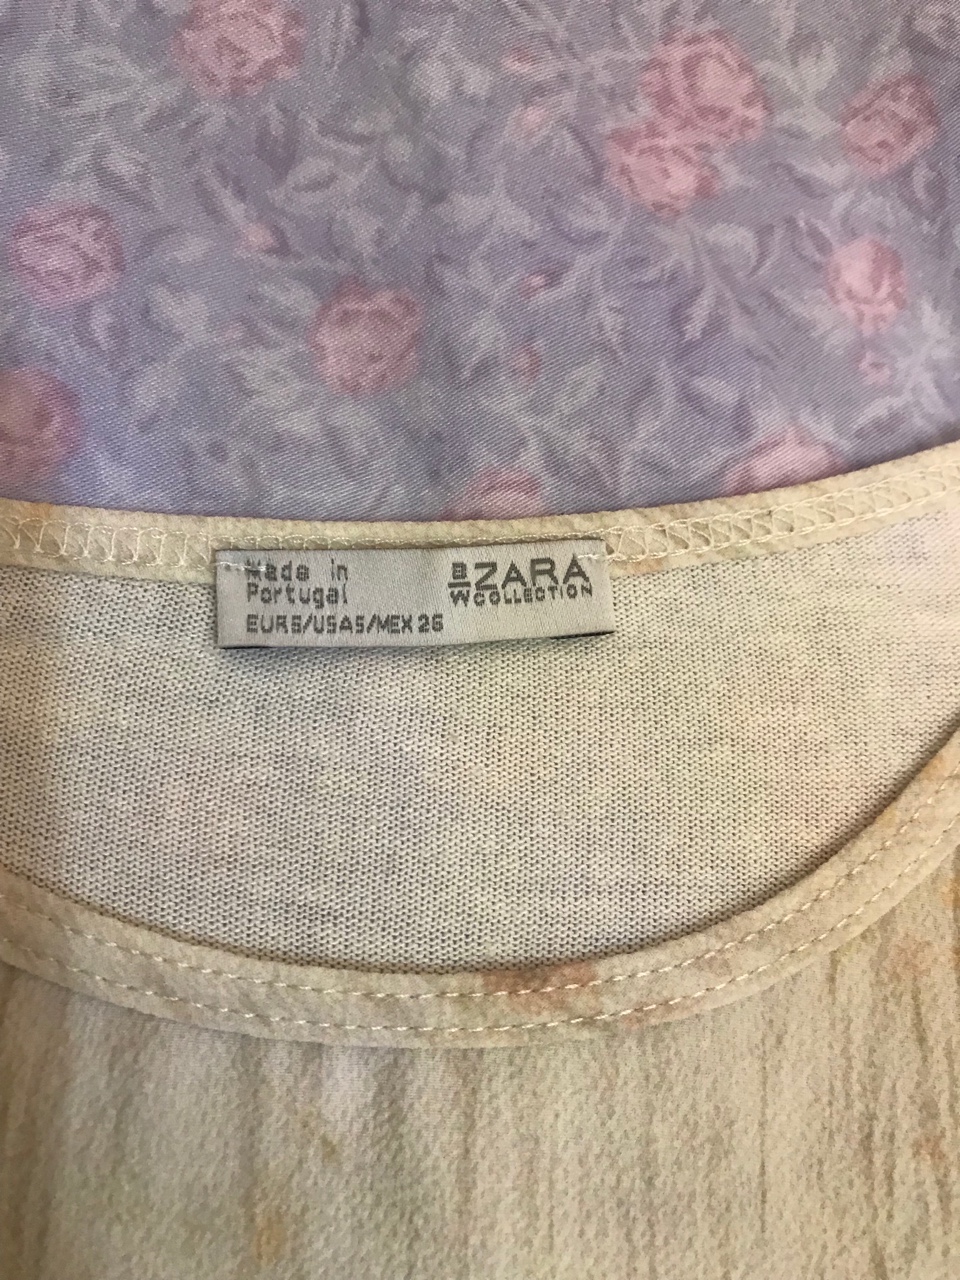 Made in
Portugal
EUR S/USA S/MEX 26
B
W
ZARA
COLLECTION